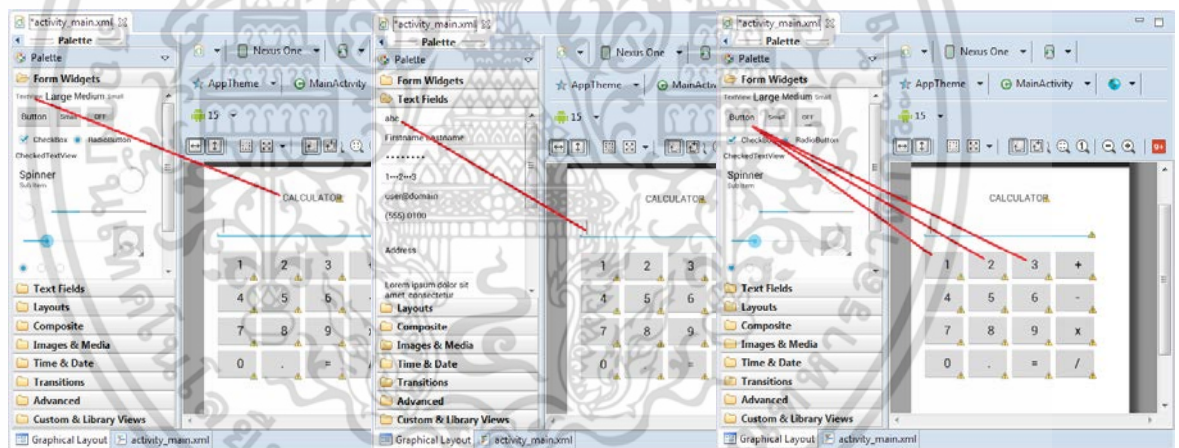 *activity_main.xml
Palette
Palette
Form Widgets
TextView Large Medium Small
Button Small OFF
CheckBox RadioButton
CheckedTextView
Spinner
Sub Item
Text Fields
Layouts
Composite
Images & Media
Time & Date
Transitions
Advanced
Custom & Library Views
Graphical Layout activity_main.xml
Nexus One
AppTheme MainActivity
15
CALCULATOR
1 2 3
4 5 6
7 8 9
0 . =
*activity_main.xml
Palette
Palette
Form Widgets
Text Fields
abc
Firstname Lastname
••••••••
1---2---3
user@domain
(555) 0100
Address
Lorem ipsum dolor sit
amet, consectetur
Layouts
Composite
Images & Media
Time & Date
Transitions
Advanced
Custom & Library Views
Graphical Layout activity_main.xml
Nexus One
AppTheme MainActiv
15
CALCULATOR
1 2 3
4 5 6
7 8 9
0 . =
*activity_main.xml
Palette
Palette
Form Widgets
TextView Large Medium Small
Button Small OFF
CheckBox RadioButton
CheckedTextView
Spinner
Sub Item
Text Fields
Layouts
Composite
Images & Media
Time & Date
Transitions
Advanced
Custom & Library Views
Graphical Layout activity_main.xml
Nexus One
AppTheme MainActivity
15
9+
CALCULATOR
1 2 3 +
4 5 6 -
7 8 9 x
0 . = /